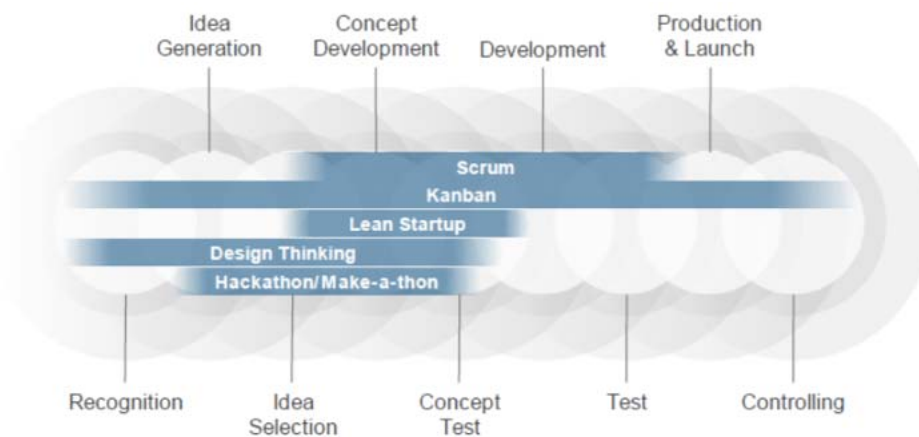 Idea
Generation
Concept
Development
Development
Production
& Launch
Scrum
Kanban
Lean Startup
Design Thinking
Hackathon/Make-a-thon
Recognition
Idea
Selection
Concept
Test
Test
Controlling